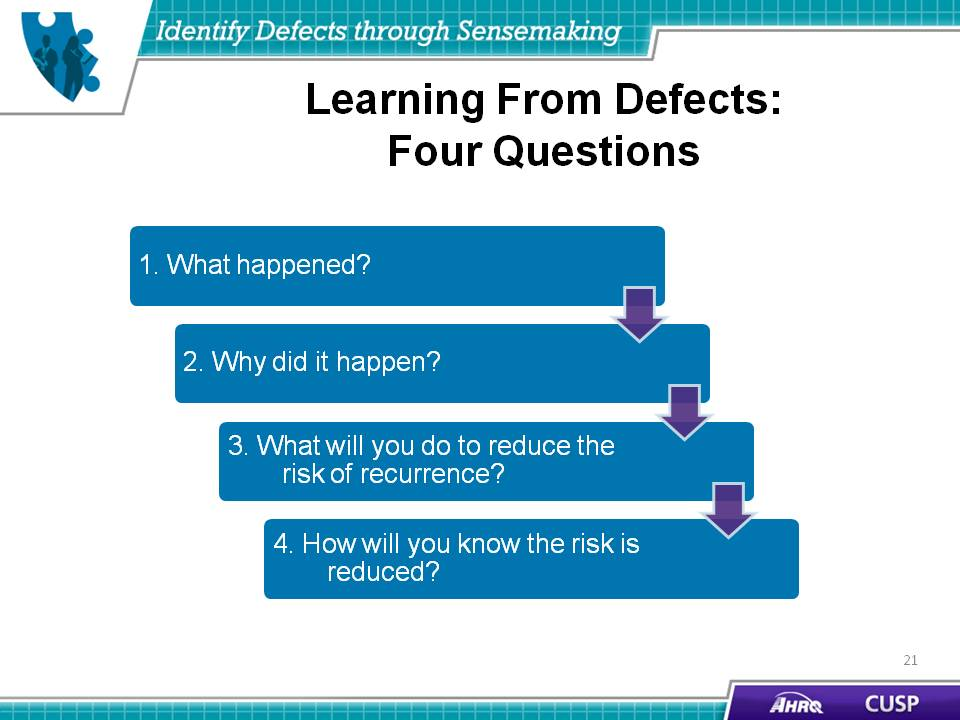 Identify Defects through Sensemaking
Learning From Defects:
Four Questions
1. What happened?
2. Why did it happen?
3. What will you do to reduce the
risk of recurrence?
4. How will you know the risk is
reduced?
21
AHRQ
CUSP